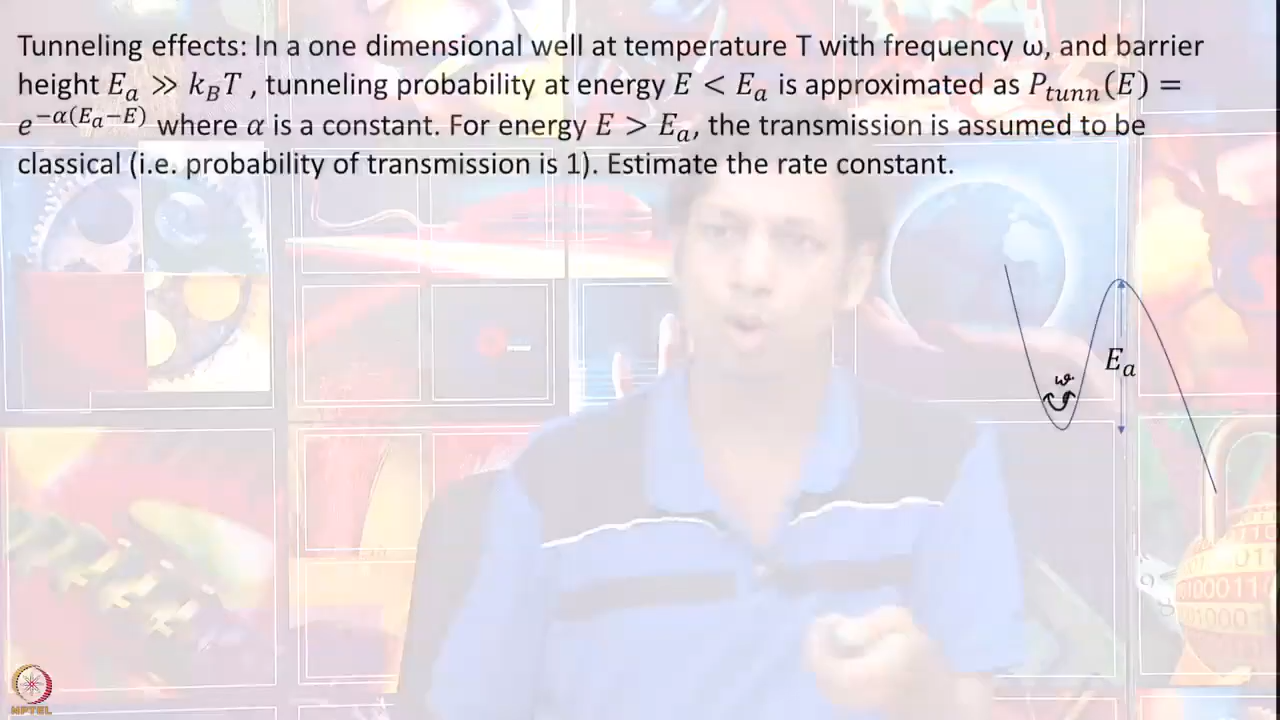 Tunneling effects: In a one dimensional well at temperature T with frequency ω, and barrier
height Eₐ ≫ k_BT , tunneling probability at energy E < Eₐ is approximated as P_tunn(E) =
e^−α(Eₐ−E) where α is a constant. For energy E > Eₐ, the transmission is assumed to be
classical (i.e. probability of transmission is 1). Estimate the rate constant.
Eₐ
ω
NPTEL